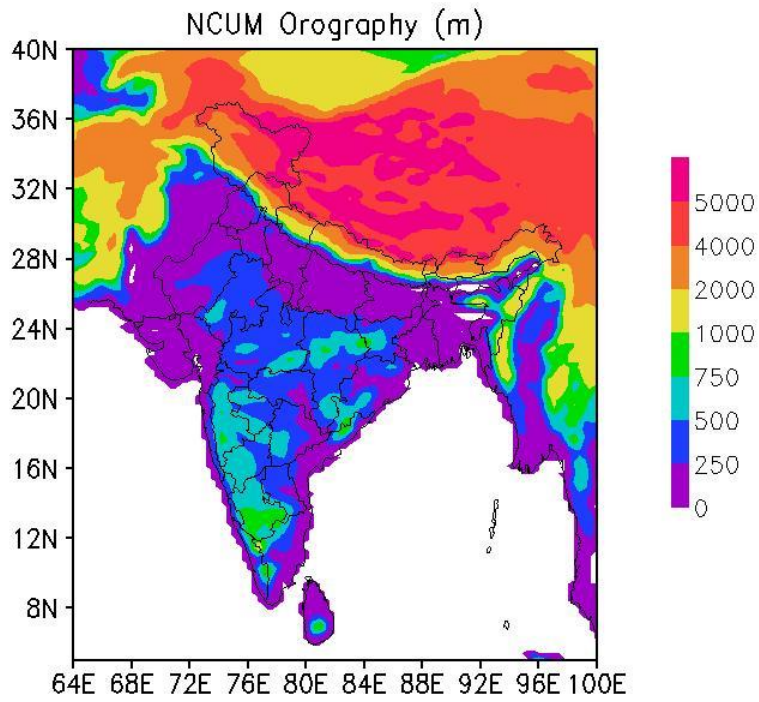 NCUM Orography (m)
40N
36N
32N
28N
24N
20N
16N
12N
8N
64E 68E 72E 76E 80E 84E 88E 92E 96E 100E
5000
4000
2000
1000
750
500
250
0